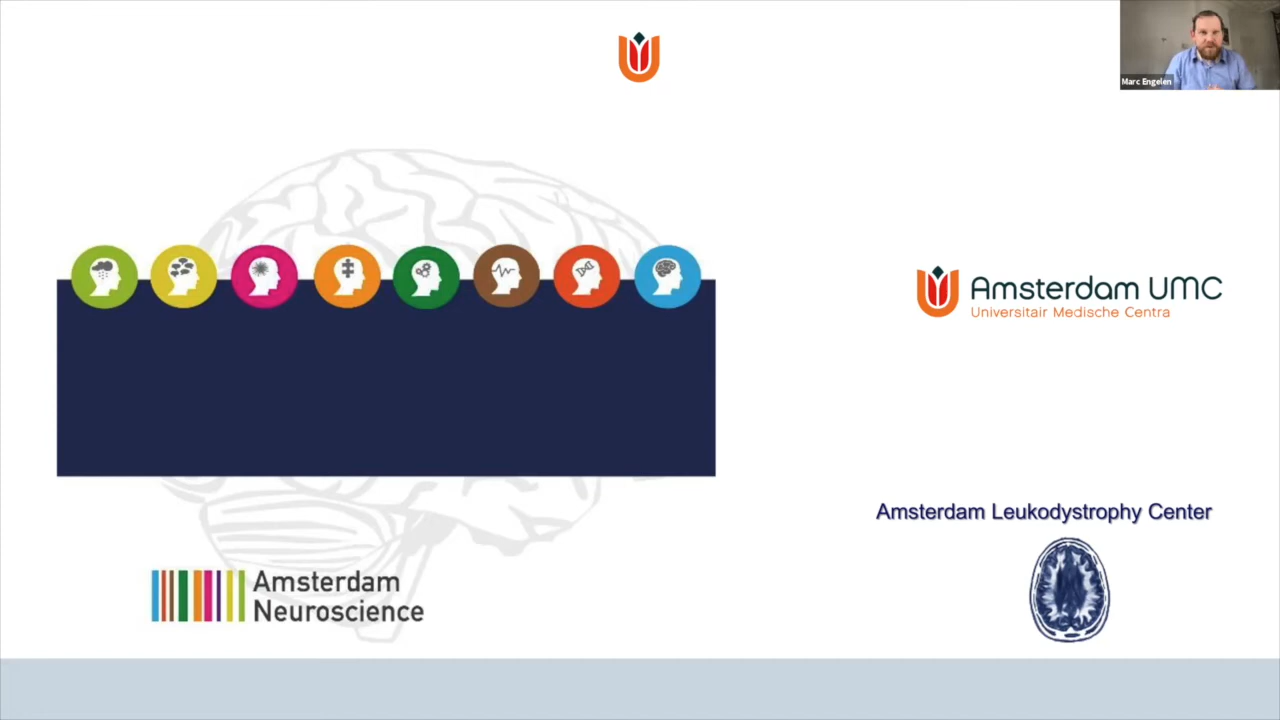 Marc Engelen
Amsterdam UMC
Universitair Medische Centra
Amsterdam Leukodystrophy Center
Amsterdam
Neuroscience